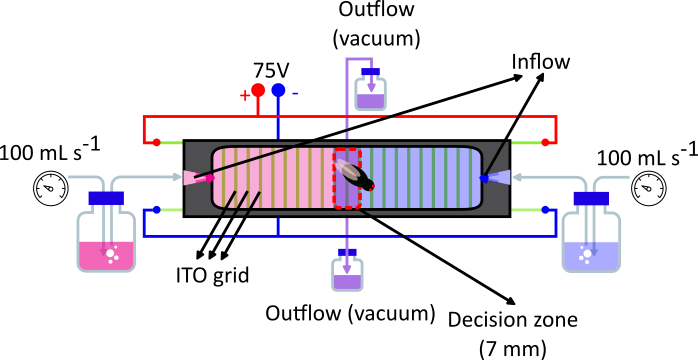 Outflow
(vacuum)
75V
+
-
Inflow
100 mL s⁻¹
100 mL s⁻¹
ITO grid
Outflow (vacuum)
Decision zone
(7 mm)